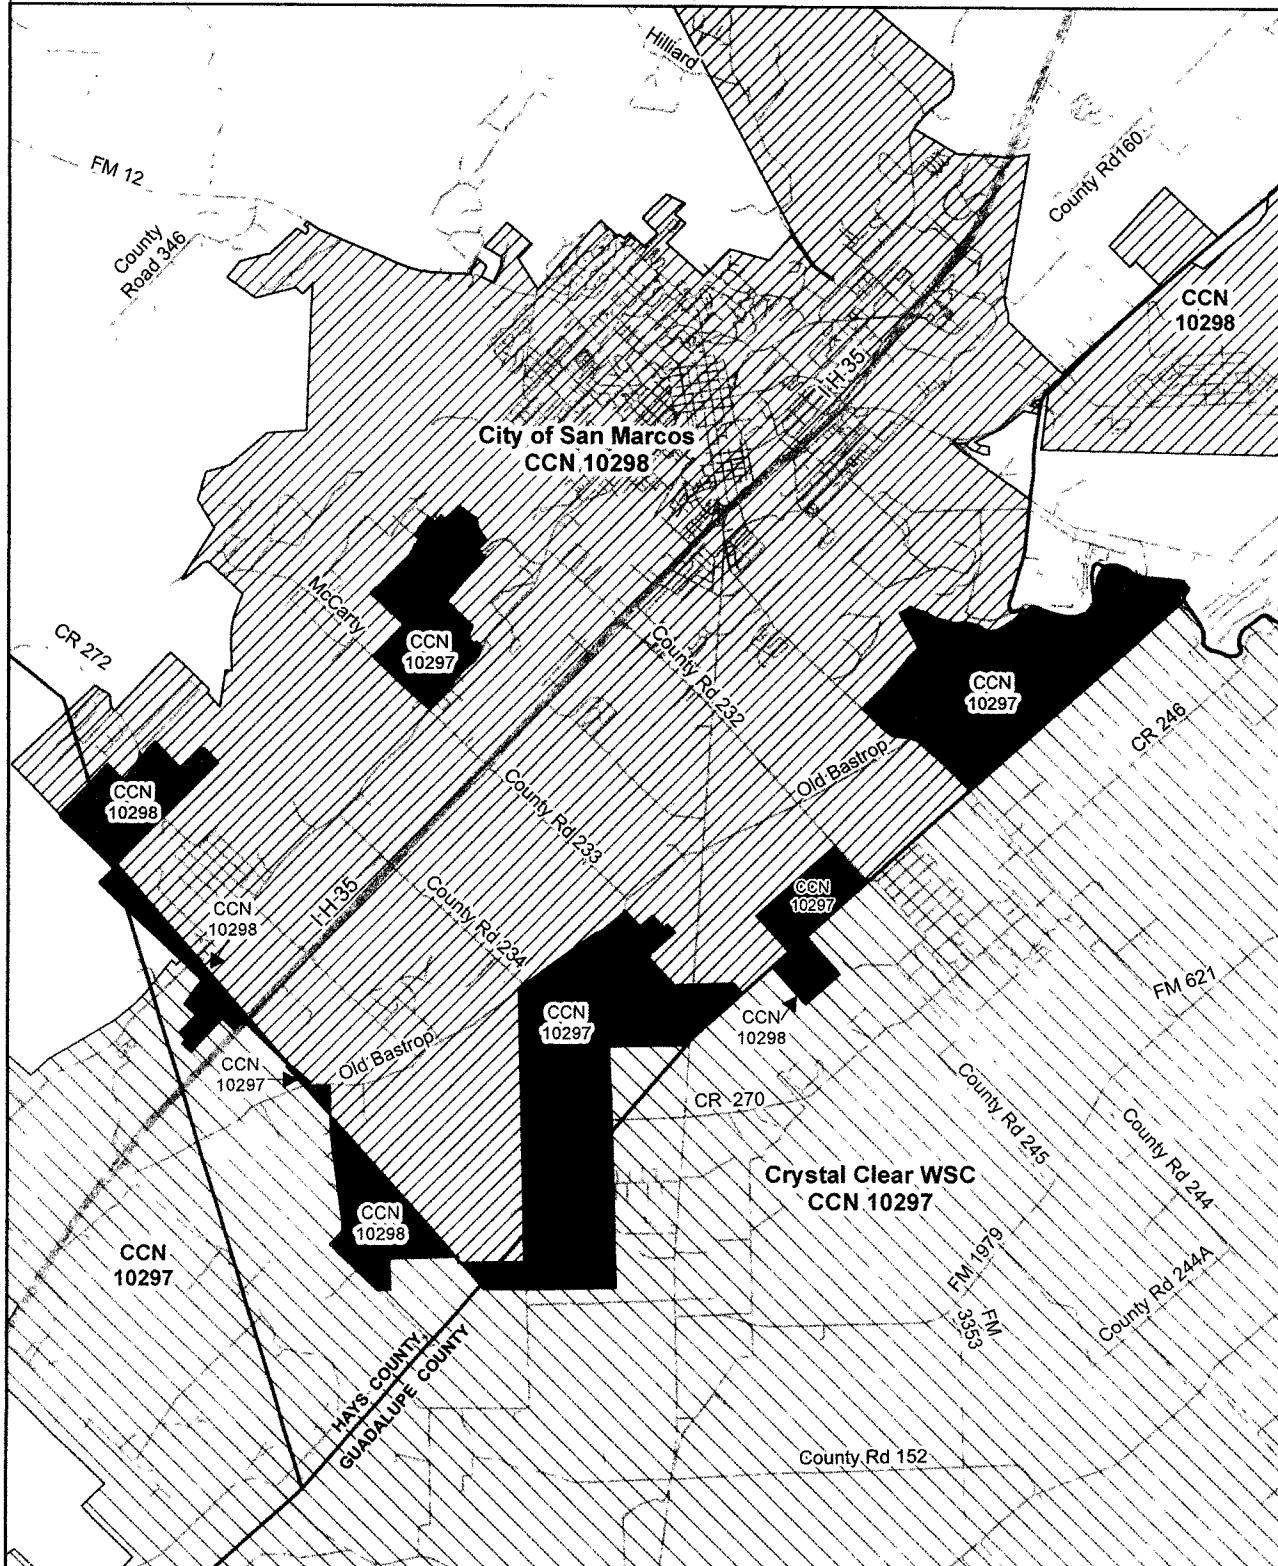 Hilliard
FM 12
County Rd 160
County
Road 346
CCN
10298
I-H 35
City of San Marcos
CCN 10298
McCarty
CCN
10297
CR 272
County Rd 232
CCN
10297
CR 246
Old Bastrop
CCN
10298
County Rd 233
CCN
10297
I-H 35
CCN
10298
County Rd 234
FM 621
CCN
10297
CCN
10298
Old Bastrop
CCN
10297
CR 270
County Rd 245
County Rd 244
Crystal Clear WSC
CCN 10297
CCN
10298
CCN
10297
FM 1979
County Rd 244A
FM
3353
HAYS COUNTY
GUADALUPE COUNTY
County Rd 152